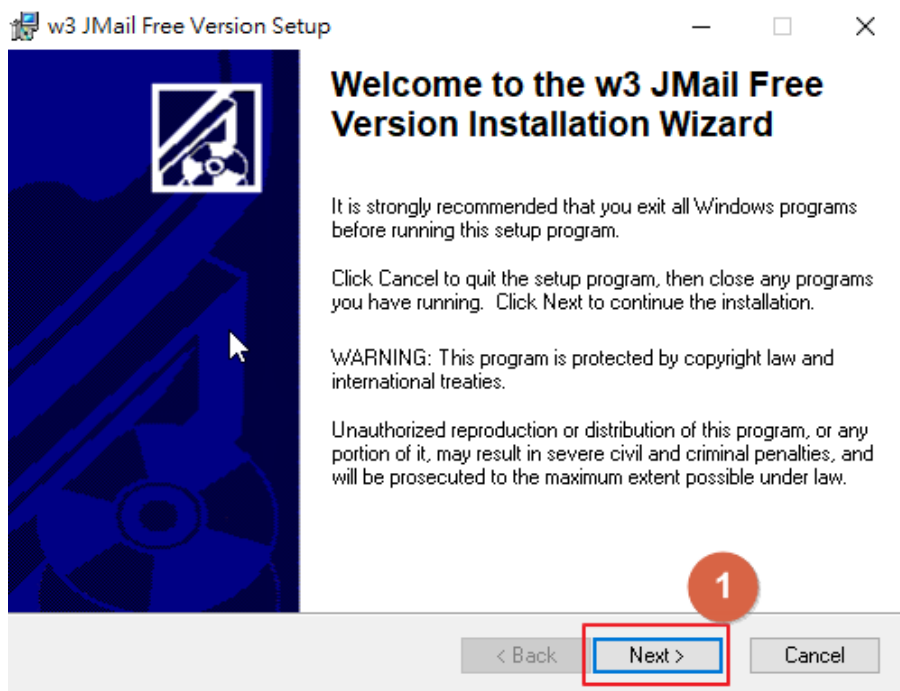 w3 JMail Free Version Setup
Welcome to the w3 JMail Free
Version Installation Wizard
It is strongly recommended that you exit all Windows programs
before running this setup program.
Click Cancel to quit the setup program, then close any programs
you have running.  Click Next to continue the installation.
WARNING: This program is protected by copyright law and
international treaties.
Unauthorized reproduction or distribution of this program, or any
portion of it, may result in severe civil and criminal penalties, and
will be prosecuted to the maximum extent possible under law.
1
< Back
Next >
Cancel